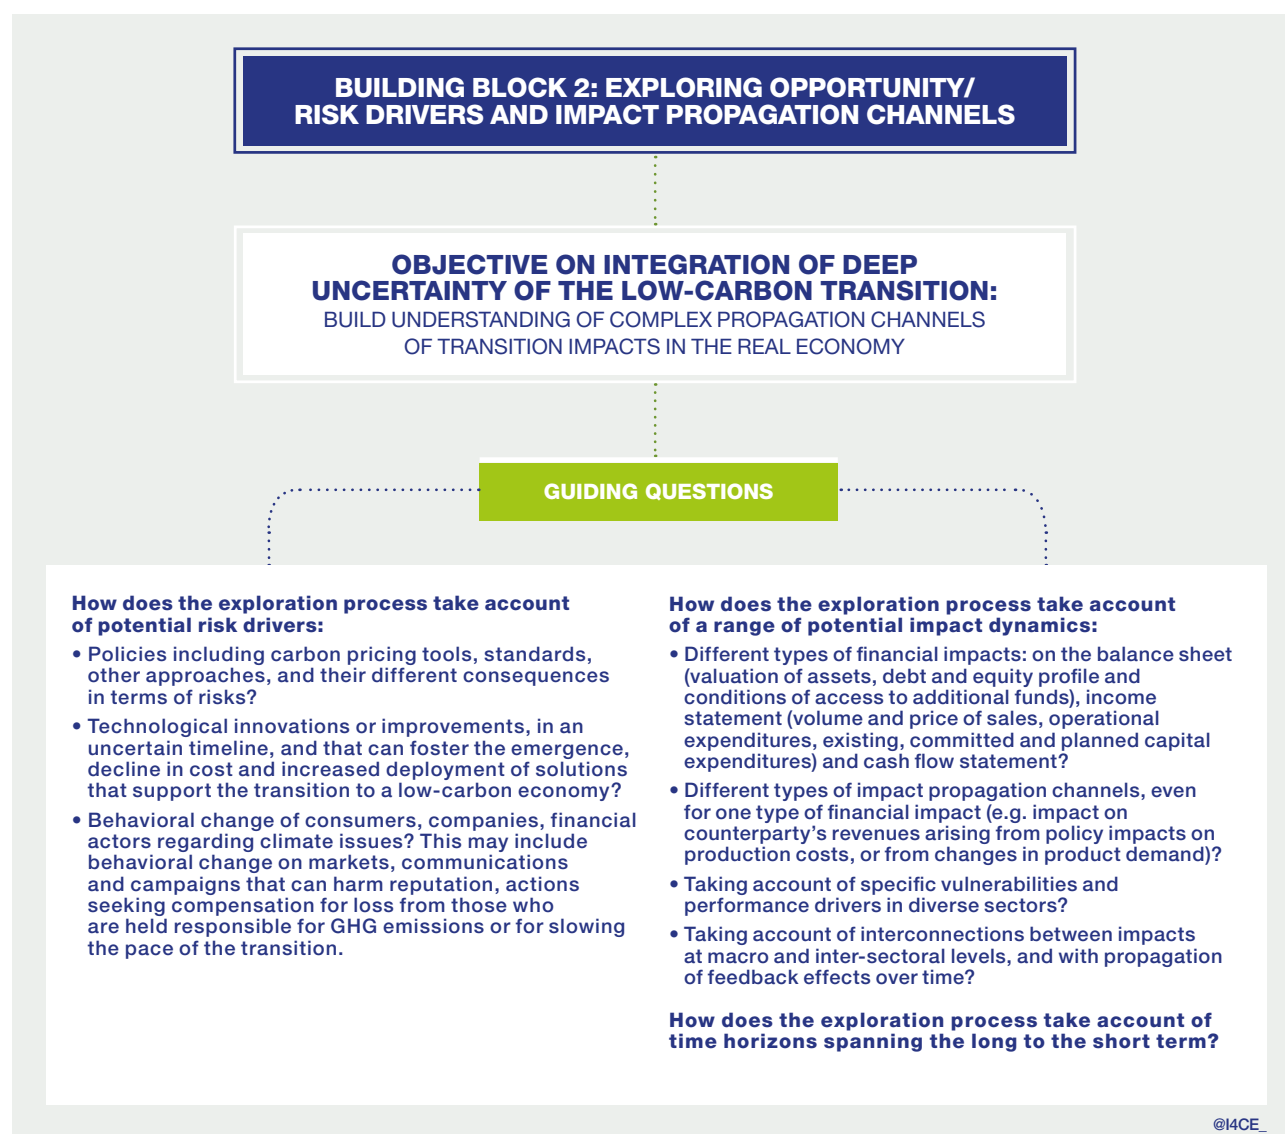 BUILDING BLOCK 2: EXPLORING OPPORTUNITY/
RISK DRIVERS AND IMPACT PROPAGATION CHANNELS
OBJECTIVE ON INTEGRATION OF DEEP
UNCERTAINTY OF THE LOW-CARBON TRANSITION:
BUILD UNDERSTANDING OF COMPLEX PROPAGATION CHANNELS
OF TRANSITION IMPACTS IN THE REAL ECONOMY
GUIDING QUESTIONS
How does the exploration process take account
of potential risk drivers:
• Policies including carbon pricing tools, standards,
other approaches, and their different consequences
in terms of risks?
• Technological innovations or improvements, in an
uncertain timeline, and that can foster the emergence,
decline in cost and increased deployment of solutions
that support the transition to a low-carbon economy?
• Behavioral change of consumers, companies, financial
actors regarding climate issues? This may include
behavioral change on markets, communications
and campaigns that can harm reputation, actions
seeking compensation for loss from those who
are held responsible for GHG emissions or for slowing
the pace of the transition.
How does the exploration process take account
of a range of potential impact dynamics:
• Different types of financial impacts: on the balance sheet
(valuation of assets, debt and equity profile and
conditions of access to additional funds), income
statement (volume and price of sales, operational
expenditures, existing, committed and planned capital
expenditures) and cash flow statement?
• Different types of impact propagation channels, even
for one type of financial impact (e.g. impact on
counterparty's revenues arising from policy impacts on
production costs, or from changes in product demand)?
• Taking account of specific vulnerabilities and
performance drivers in diverse sectors?
• Taking account of interconnections between impacts
at macro and inter-sectoral levels, and with propagation
of feedback effects over time?
How does the exploration process take account of
time horizons spanning the long to the short term?
@I4CE_